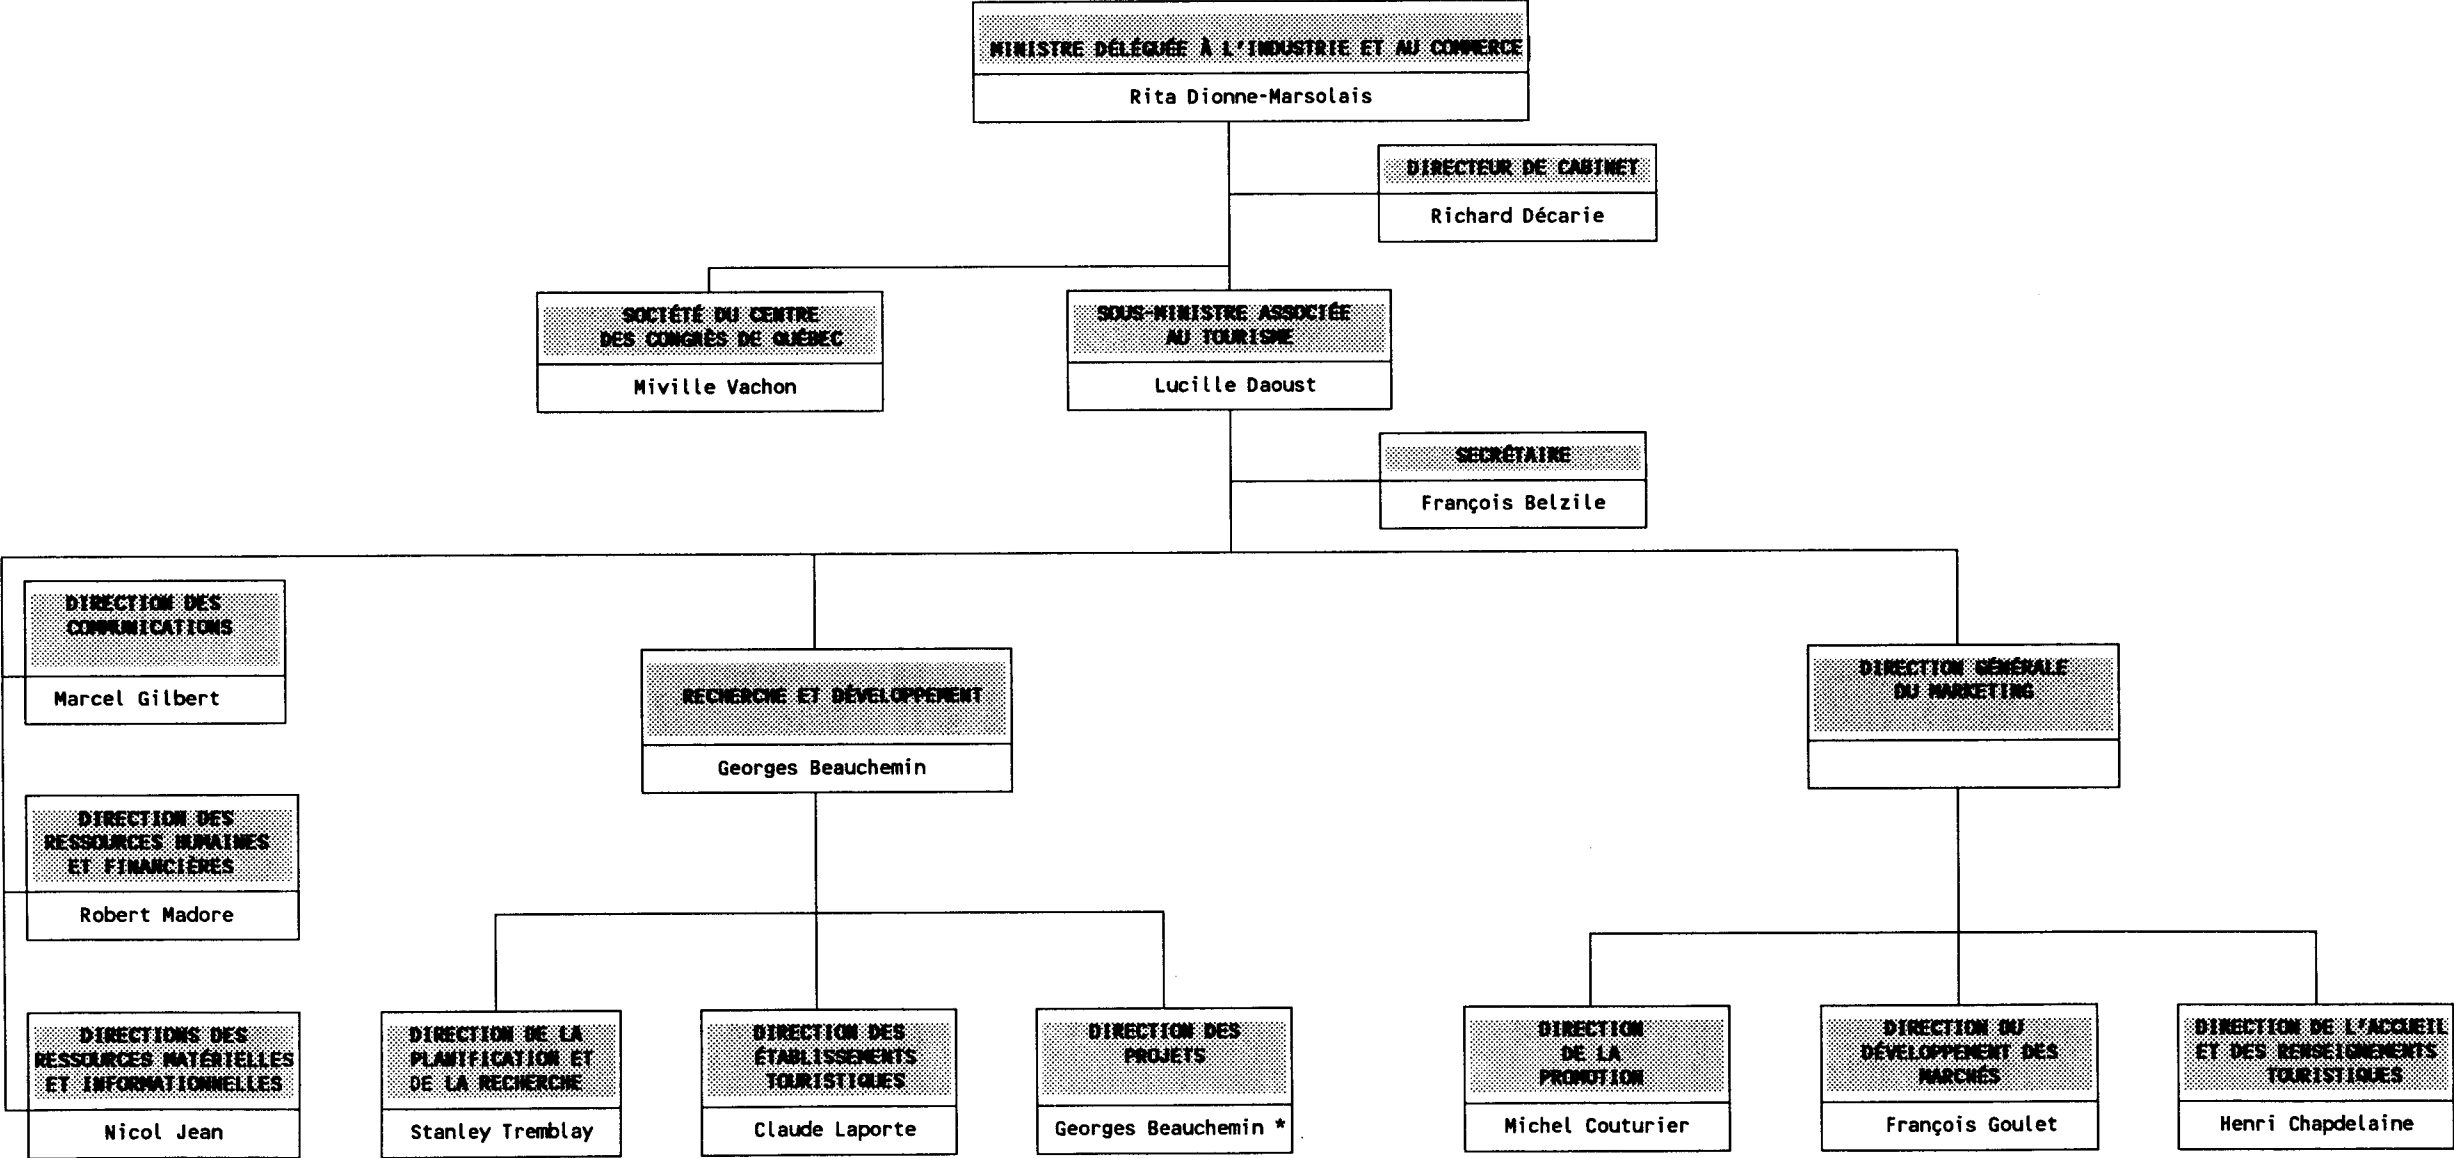 MINISTRE DÉLÉGUÉE À L'INDUSTRIE ET AU COMMERCE
Rita Dionne-Marsolais
DIRECTEUR DE CABINET
Richard Décarie
SOCIÉTÉ DU CENTRE
DES CONGRÈS DE QUÉBEC
Miville Vachon
SOUS-MINISTRE ASSOCIÉE
AU TOURISME
Lucille Daoust
SECRÉTAIRE
François Belzile
DIRECTION DES
COMMUNICATIONS
Marcel Gilbert
RECHERCHE ET DÉVELOPPEMENT
Georges Beauchemin
DIRECTION GÉNÉRALE
DU MARKETING
DIRECTION DES
RESSOURCES HUMAINES
ET FINANCIÈRES
Robert Madore
DIRECTIONS DES
RESSOURCES MATÉRIELLES
ET INFORMATIONNELLES
Nicol Jean
DIRECTION DE LA
PLANIFICATION ET
DE LA RECHERCHE
Stanley Tremblay
DIRECTION DES
ÉTABLISSEMENTS
TOURISTIQUES
Claude Laporte
DIRECTION DES
PROJETS
Georges Beauchemin *
DIRECTION
DE LA
PROMOTION
Michel Couturier
DIRECTION DU
DÉVELOPPEMENT DES
MARCHÉS
François Goulet
DIRECTION DE L'ACCUEIL
ET DES RENSEIGNEMENTS
TOURISTIQUES
Henri Chapdelaine